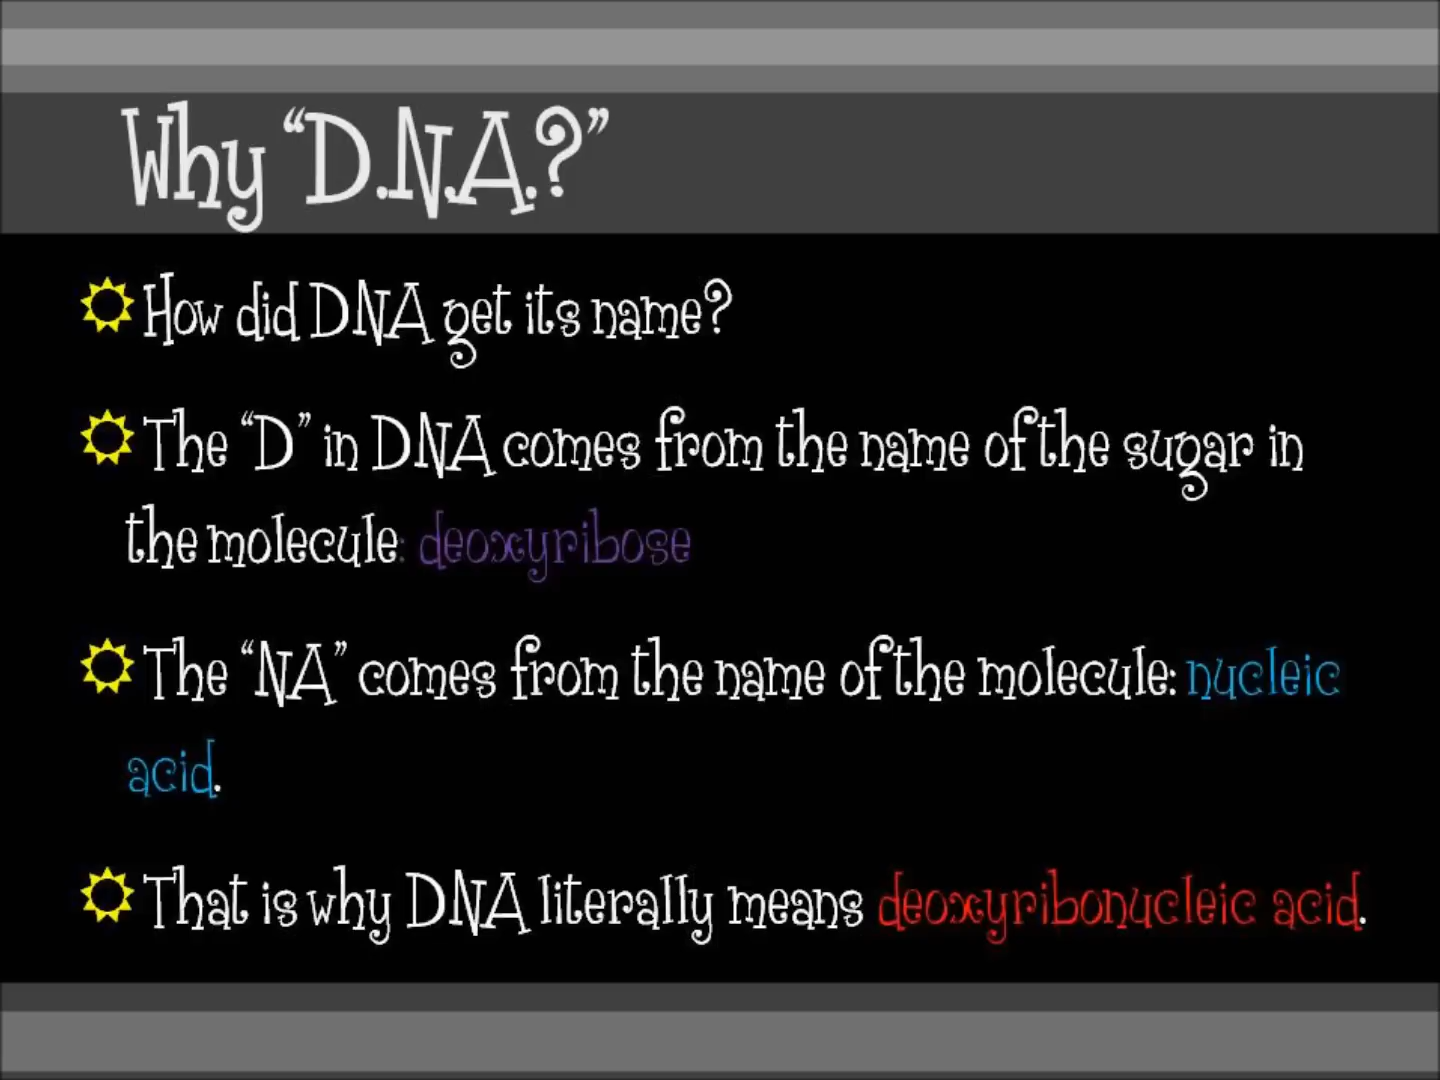 Why “D.N.A.?”
How did DNA get its name?
The “D” in DNA comes from the name of the sugar in
the molecule: deoxyribose
The “NA” comes from the name of the molecule: nucleic
acid.
That is why DNA literally means deoxyribonucleic acid.